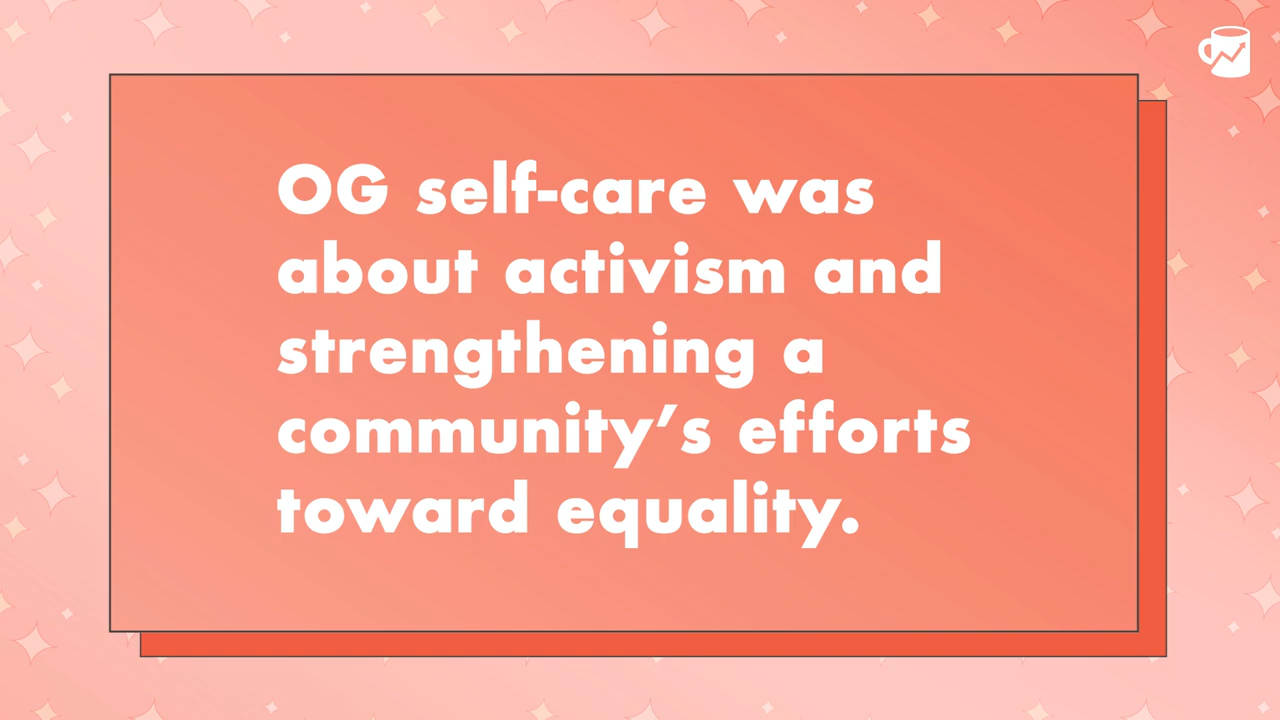 OG self-care was
about activism and
strengthening a
community’s efforts
toward equality.